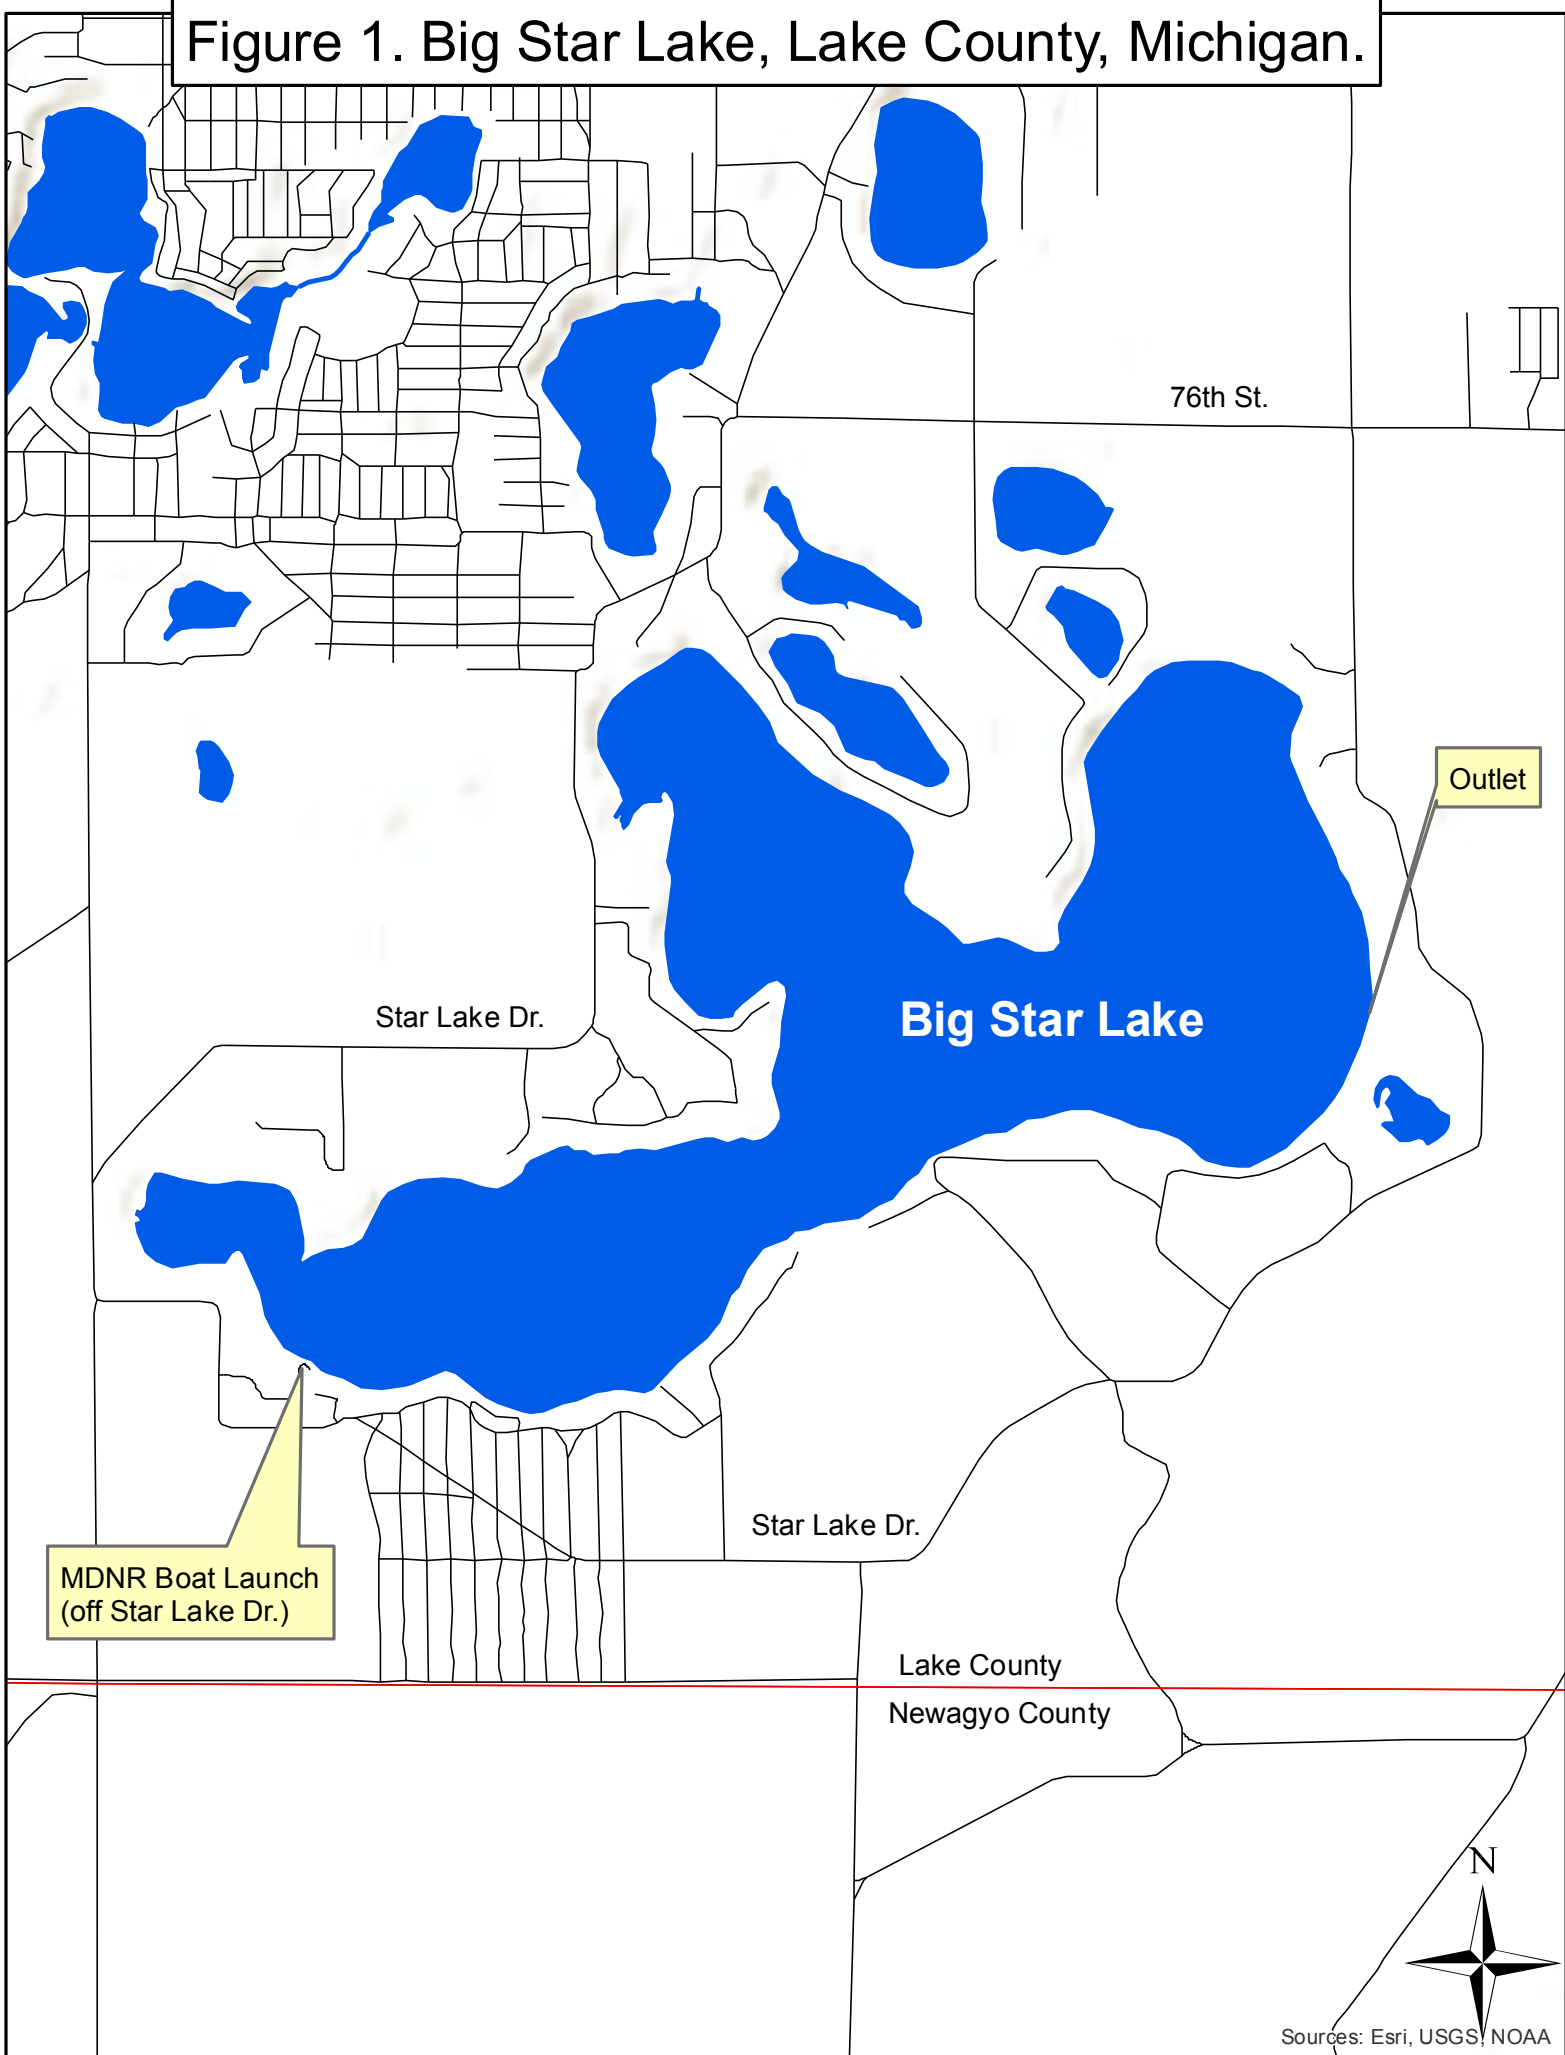 Figure 1. Big Star Lake, Lake County, Michigan.
76th St.
Outlet
Star Lake Dr.
Big Star Lake
Star Lake Dr.
MDNR Boat Launch
(off Star Lake Dr.)
Lake County
Newagyo County
N
Sources: Esri, USGS, NOAA